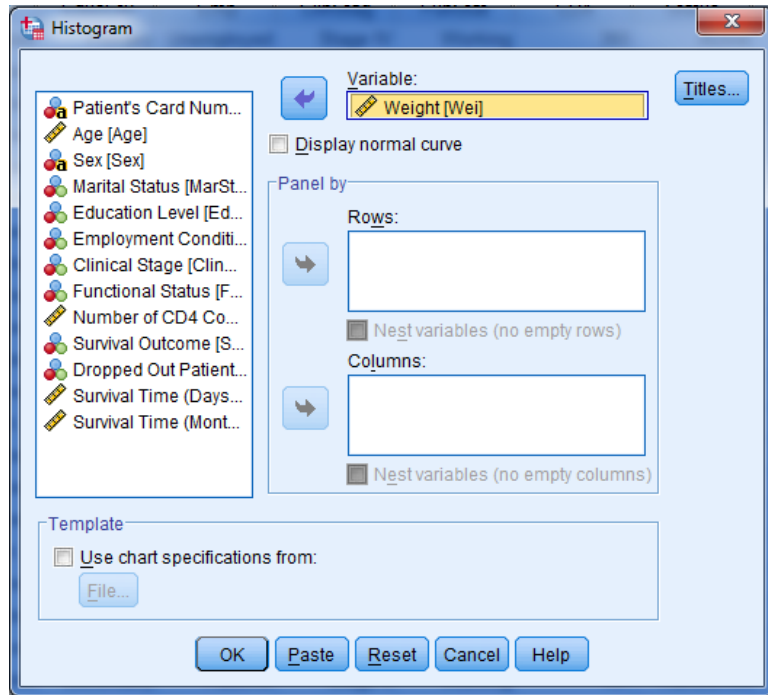 Histogram
Variable:
Weight [Wei]
Titles...
Display normal curve
Patient's Card Num...
Age [Age]
Sex [Sex]
Marital Status [MarSt...
Education Level [Ed...
Employment Conditi...
Clinical Stage [Clin...
Functional Status [F...
Number of CD4 Co...
Survival Outcome [S...
Dropped Out Patient...
Survival Time (Days...
Survival Time (Mont...
Panel by
Rows:
Nest variables (no empty rows)
Columns:
Nest variables (no empty columns)
Template
Use chart specifications from:
File...
OK Paste Reset Cancel Help